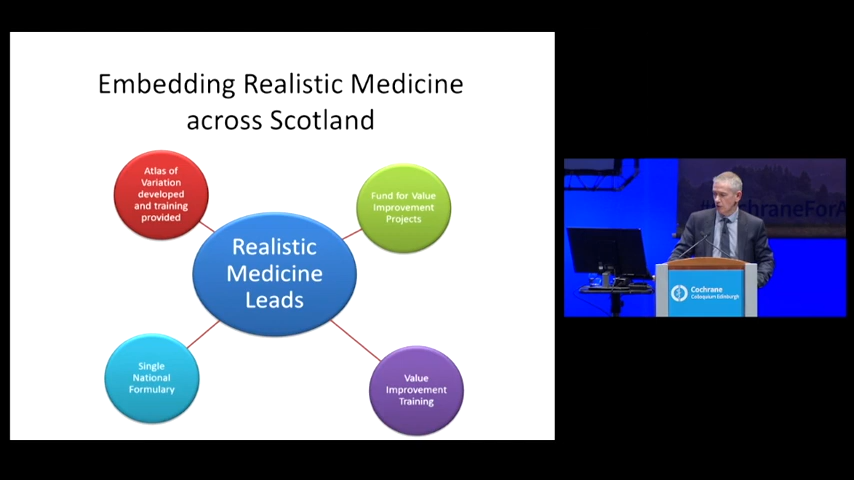 Embedding Realistic Medicine
across Scotland
Atlas of
Variation
developed
and training
provided
Fund for Value
Improvement
Projects
Realistic
Medicine
Leads
Single
National
Formulary
Value
Improvement
Training
#CochraneForA
Cochrane
Colloquium Edinburgh